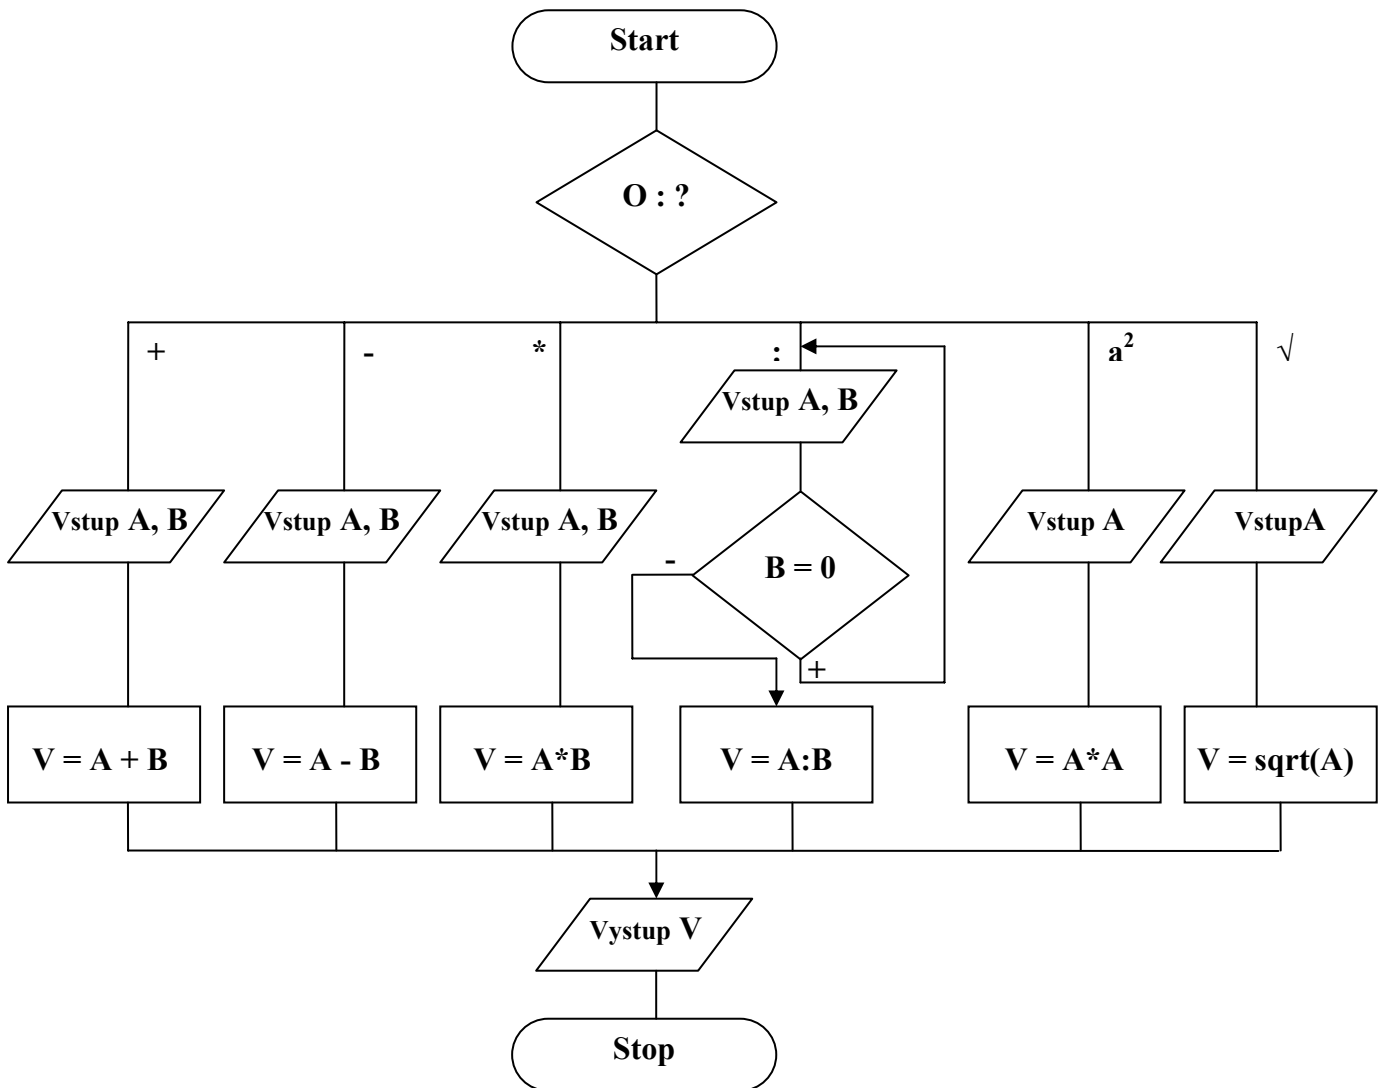 Start
O : ?
+
-
*
:
a²
√
Vstup A, B
Vstup A, B
Vstup A, B
Vstup A, B
Vstup A
VstupA
-
B = 0
+
V = A + B
V = A - B
V = A*B
V = A:B
V = A*A
V = sqrt(A)
Vystup V
Stop